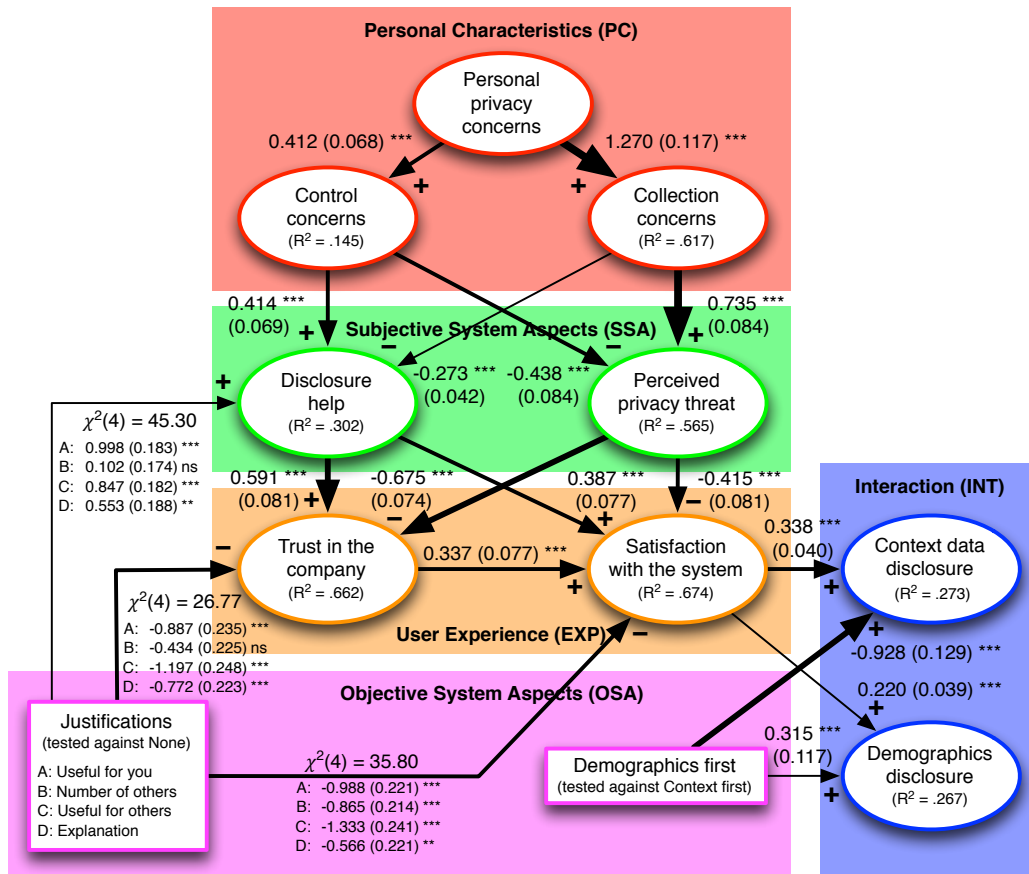 Personal Characteristics (PC)
Personal
privacy
concerns
0.412 (0.068) ***
1.270 (0.117) ***
+
+
Control
concerns
(R² = .145)
Collection
concerns
(R² = .617)
0.414 ***
(0.069)
0.735 ***
(0.084)
Subjective System Aspects (SSA)
+
−
−
+
Disclosure
help
(R² = .302)
-0.273 ***
(0.042)
-0.438 ***
(0.084)
Perceived
privacy threat
(R² = .565)
+
χ²(4) = 45.30
A: 0.998 (0.183) ***
B: 0.102 (0.174) ns
C: 0.847 (0.182) ***
D: 0.553 (0.188) **
0.591 ***
(0.081)
-0.675 ***
(0.074)
0.387 ***
(0.077)
-0.415 ***
(0.081)
Interaction (INT)
+
−
+
−
−
Trust in the
company
(R² = .662)
0.337 (0.077) ***
+
Satisfaction
with the system
(R² = .674)
0.338 ***
(0.040)
+
Context data
disclosure
(R² = .273)
χ²(4) = 26.77
A: -0.887 (0.235) ***
B: -0.434 (0.225) ns
C: -1.197 (0.248) ***
D: -0.772 (0.223) ***
User Experience (EXP)
−
+
-0.928 (0.129) ***
Objective System Aspects (OSA)
0.220 (0.039) ***
+
Justifications
(tested against None)
A: Useful for you
B: Number of others
C: Useful for others
D: Explanation
χ²(4) = 35.80
A: -0.988 (0.221) ***
B: -0.865 (0.214) ***
C: -1.333 (0.241) ***
D: -0.566 (0.221) **
Demographics first
(tested against Context first)
0.315 ***
(0.117)
+
Demographics
disclosure
(R² = .267)